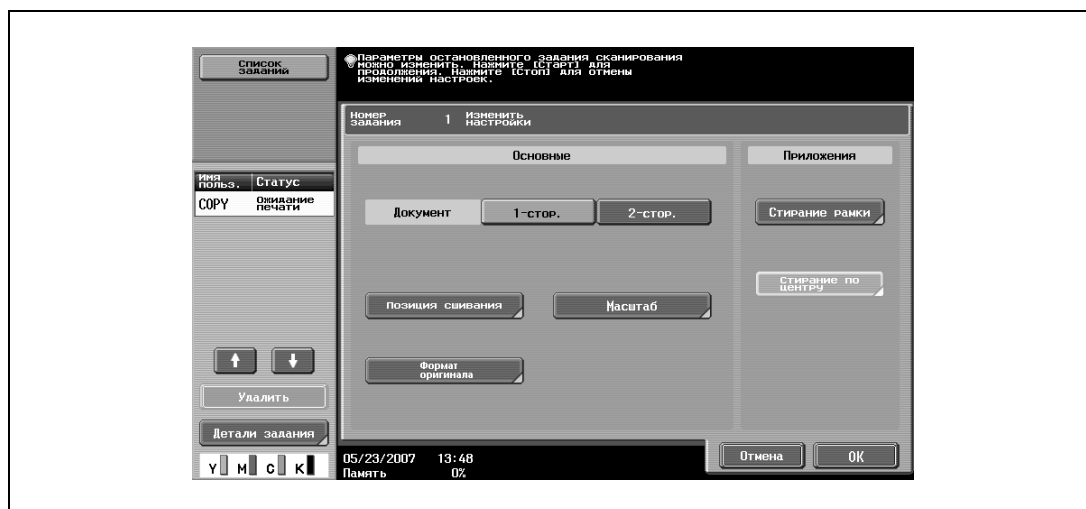 Список
заданий
Параметры остановленного задания сканирования
можно изменить. Нажмите [Старт] для
продолжения. Нажмите [Стоп] для отмены
изменений настроек.
Номер
задания
1
Изменить
настройки
Основные
Приложения
Имя
польз.
Статус
COPY
Ожидание
печати
Документ
1-стор.
2-стор.
Стирание рамки
Стирание по
центру
Позиция сшивания
Масштаб
Формат
оригинала
Удалить
Детали задания
Отмена
OK
Y M C K
05/23/2007 13:48
Память 0%